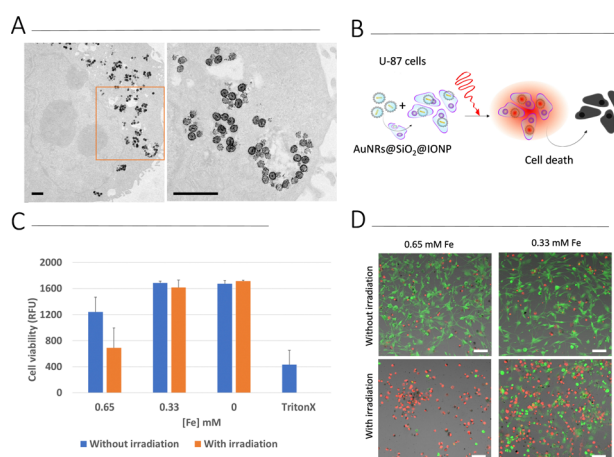 A
B
U-87 cells
+
AuNRs@SiO₂@IONP
Cell death
C
2000
1600
1200
800
400
0
Cell viability (RFU)
0.65
0.33
0
TritonX
[Fe] mM
Without irradiation
With irradiation
D
0.65 mM Fe
0.33 mM Fe
Without irradiation
With irradiation